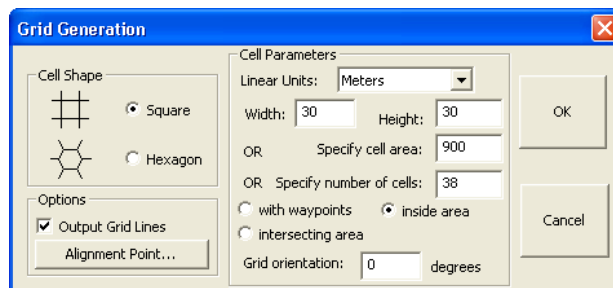 Grid Generation
Cell Shape
Square
Hexagon
Options
Output Grid Lines
Alignment Point...
Cell Parameters
Linear Units: Meters
Width: 30 Height: 30
OR Specify cell area: 900
OR Specify number of cells: 38
with waypoints inside area
intersecting area
Grid orientation: 0 degrees
OK
Cancel